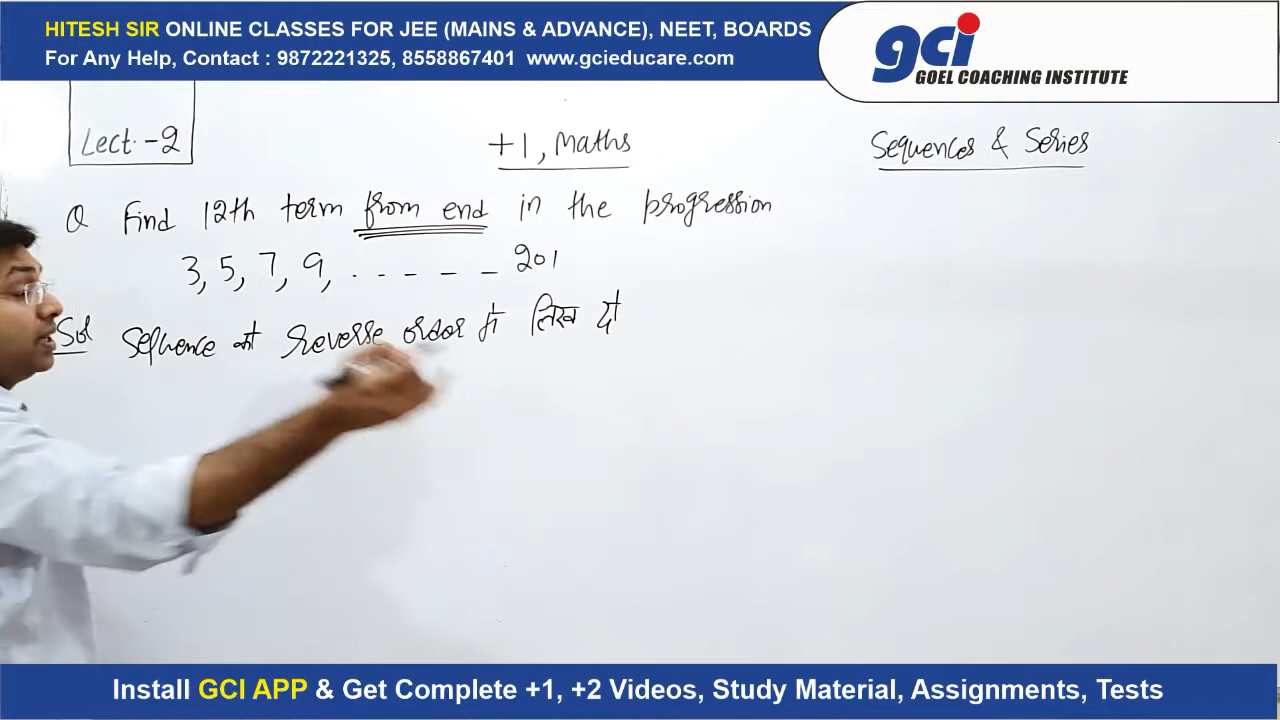 HITESH SIR ONLINE CLASSES FOR JEE (MAINS & ADVANCE), NEET, BOARDS
For Any Help, Contact : 9872221325, 8558867401 www.gcieducare.com
gci
GOEL COACHING INSTITUTE
Lect. -2
+1, Maths
Sequences & Series
Q Find 12th term from end in the progression
3, 5, 7, 9, . - - - - - 201
Sol Sequence को reverse order में लिख दो
Install GCI APP & Get Complete +1, +2 Videos, Study Material, Assignments, Tests